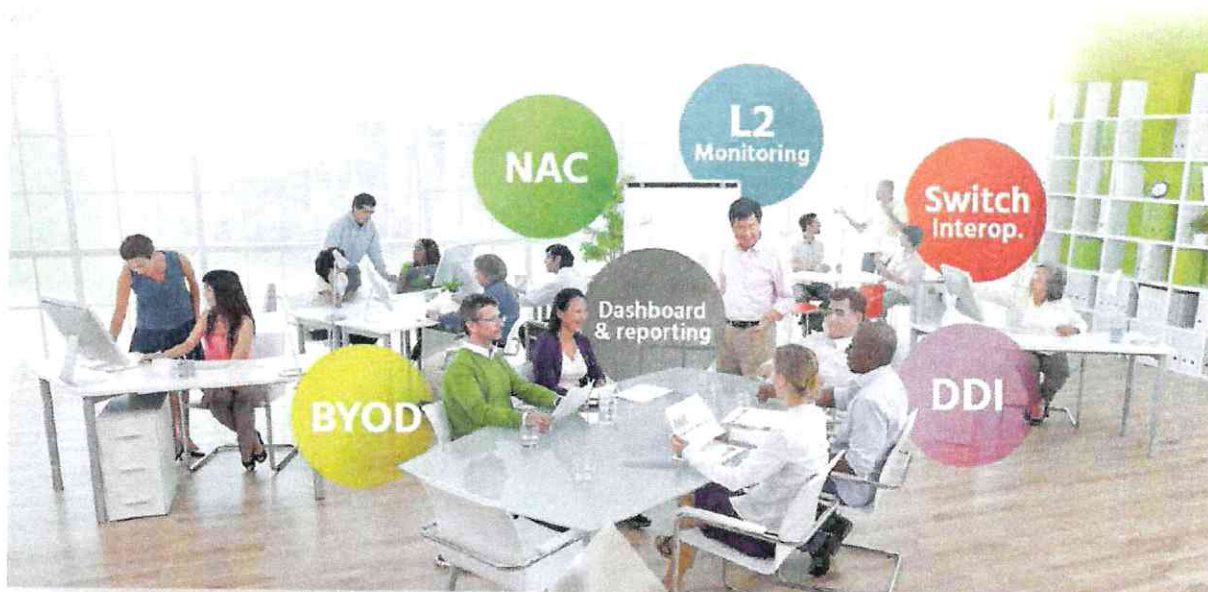 NAC
L2
Monitoring
Switch
Interop.
Dashboard
& reporting
BYOD
DDI